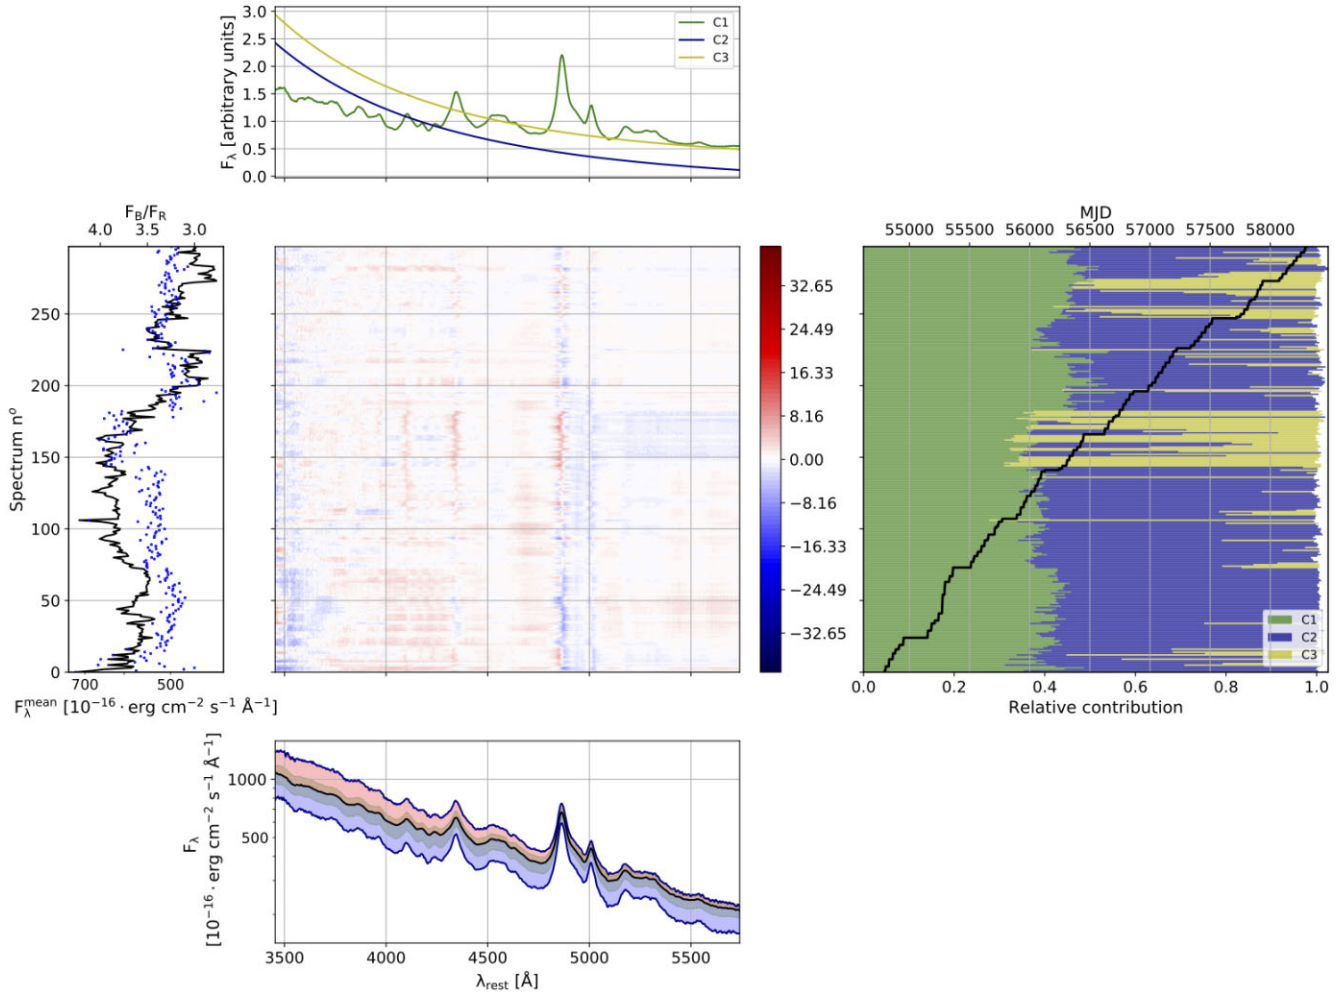 3.0
2.5
2.0
1.5
1.0
0.5
0.0
Fλ [arbitrary units]
C1
C2
C3
F_B/F_R
4.0 3.5 3.0
Spectrum nº
250
200
150
100
50
0
700 500
F_λ^mean [10⁻¹⁶ · erg cm⁻² s⁻¹ Å⁻¹]
32.65
24.49
16.33
8.16
0.00
−8.16
−16.33
−24.49
−32.65
MJD
55000 55500 56000 56500 57000 57500 58000
C1
C2
C3
0.0 0.2 0.4 0.6 0.8 1.0
Relative contribution
Fλ
[10⁻¹⁶ · erg cm⁻² s⁻¹ Å⁻¹]
1000
500
3500 4000 4500 5000 5500
λ_rest [Å]